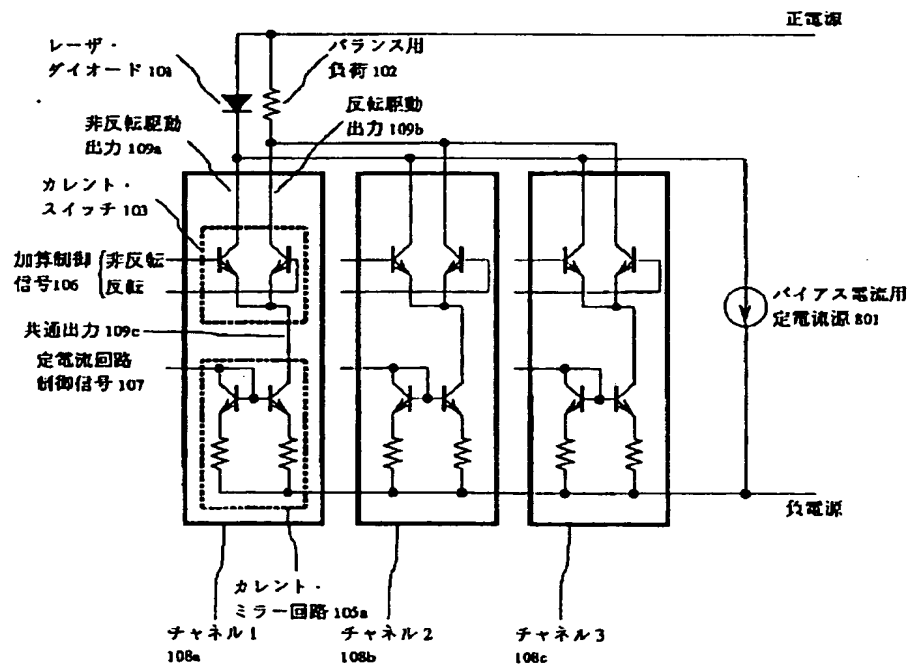 正電源
レーザ・
ダイオード 101
バランス用
負荷 102
非反転駆動
出力 109a
反転駆動
出力 109b
カレント・
スイッチ 103
加算制御
信号 106
非反転
反転
共通出力 109c
定電流回路
制御信号 107
バイアス電流用
定電流源 801
負電源
カレント・
ミラー回路 105a
チャネル 1
108a
チャネル 2
108b
チャネル 3
108c